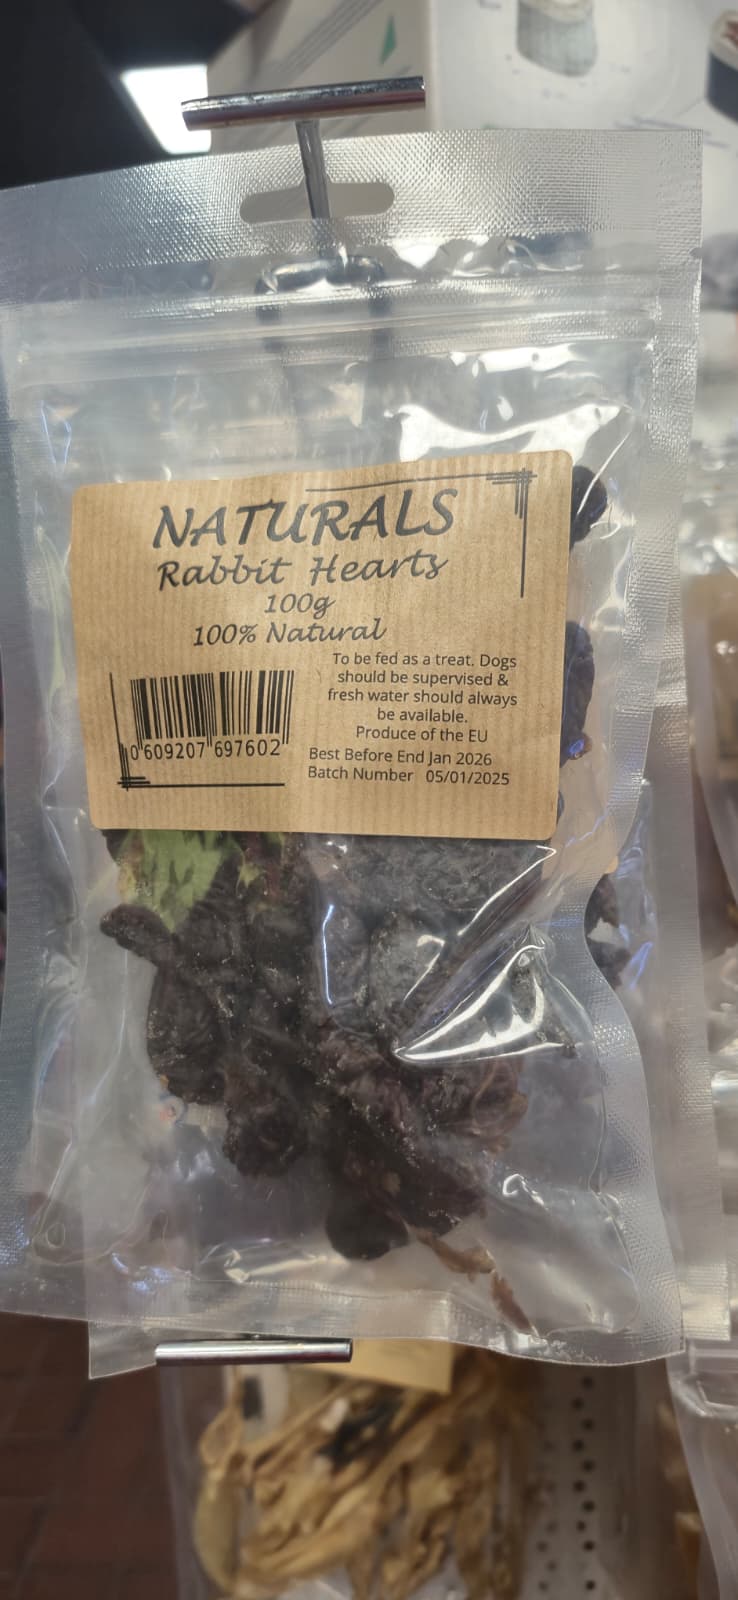 NATURALS
Rabbit Hearts
100g
100% Natural
To be fed as a treat. Dogs
should be supervised &
fresh water should always
be available.
Produce of the EU
Best Before End Jan 2026
Batch Number 05/01/2025
0 609207 697602